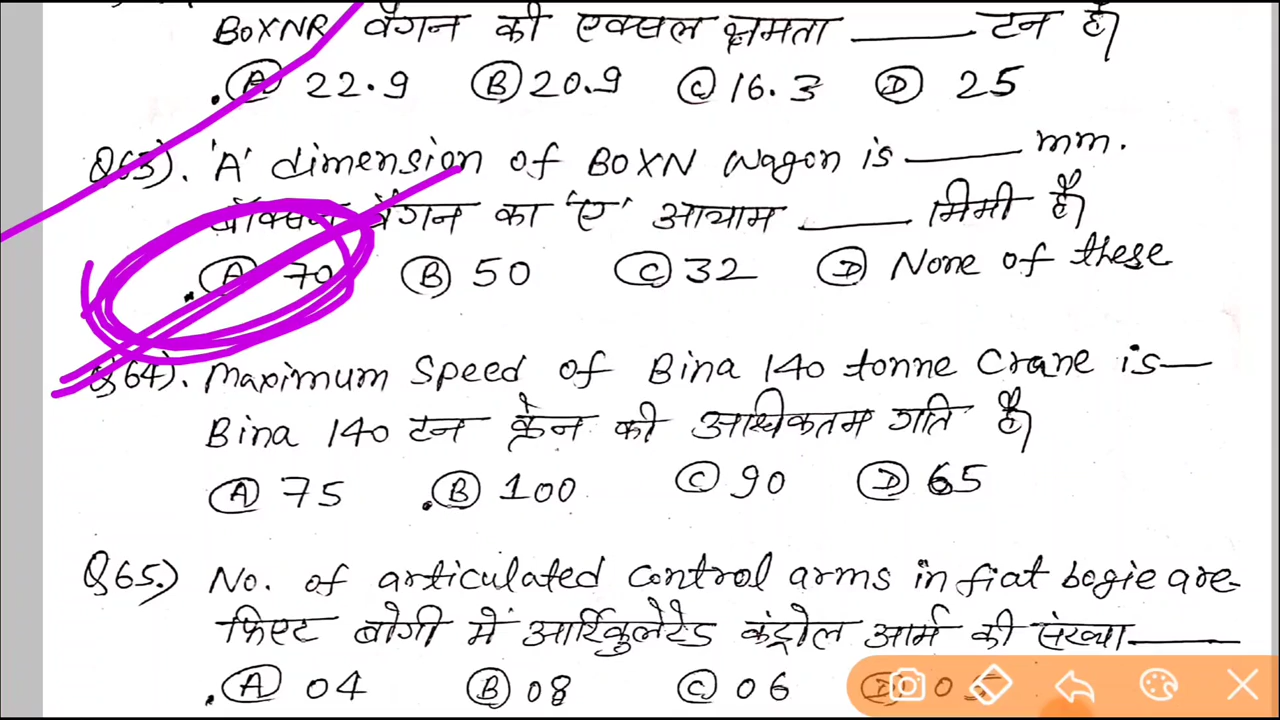 BOXNR वैगन की एक्सल क्षमता ______ टन है।
.Ⓐ 22.9 Ⓑ 20.9 Ⓒ 16.3 Ⓓ 25
Q63). 'A' dimension of BOXN wagon is ______ mm.
बॉक्सन वैगन का 'ए' आयाम ______ मिमी है।
.Ⓐ 70 Ⓑ 50 Ⓒ 32 Ⓓ None of these
Q64). Maximum Speed of Bina 140 tonne Crane is—
Bina 140 टन क्रेन की अधिकतम गति है।
Ⓐ 75 .Ⓑ 100 Ⓒ 90 Ⓓ 65
Q65.) No. of articulated control arms in fiat bogie are-
फिएट बोगी में आर्टिकुलेटेड कंट्रोल आर्म की संख्या______
.Ⓐ 04 Ⓑ 08 Ⓒ 06 Ⓓ